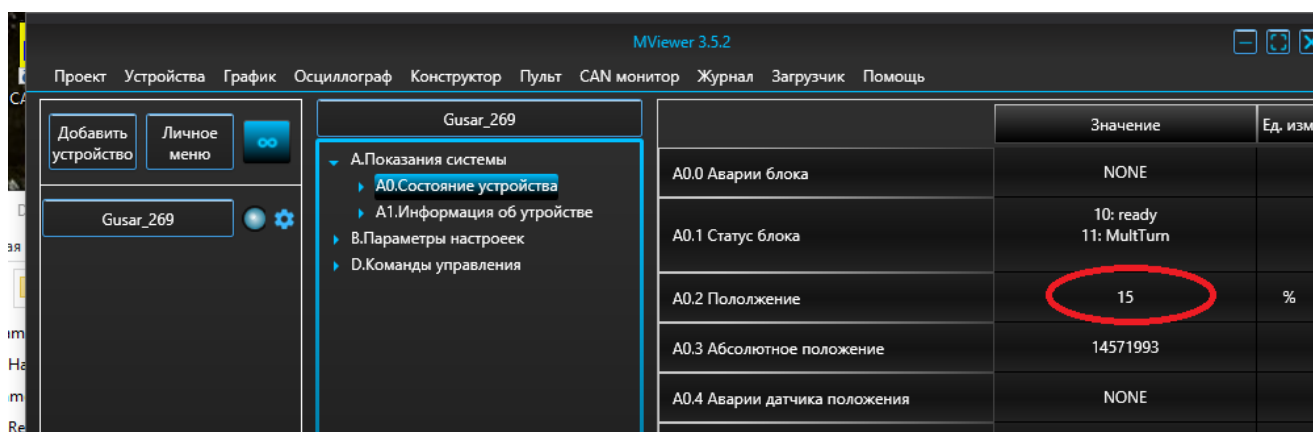 MViewer 3.5.2
Проект Устройства График Осциллограф Конструктор Пульт CAN монитор Журнал Загрузчик Помощь
Добавить устройство
Личное меню
∞
Gusar_269
Gusar_269
A.Показания системы
A0.Состояние устройства
A1.Информация об утройстве
B.Параметры настроеек
D.Команды управления
Значение
Ед. изм
A0.0 Аварии блока NONE
A0.1 Статус блока 10: ready
11: MultTurn
A0.2 Пололжение 15 %
A0.3 Абсолютное положение 14571993
A0.4 Аварии датчика положения NONE